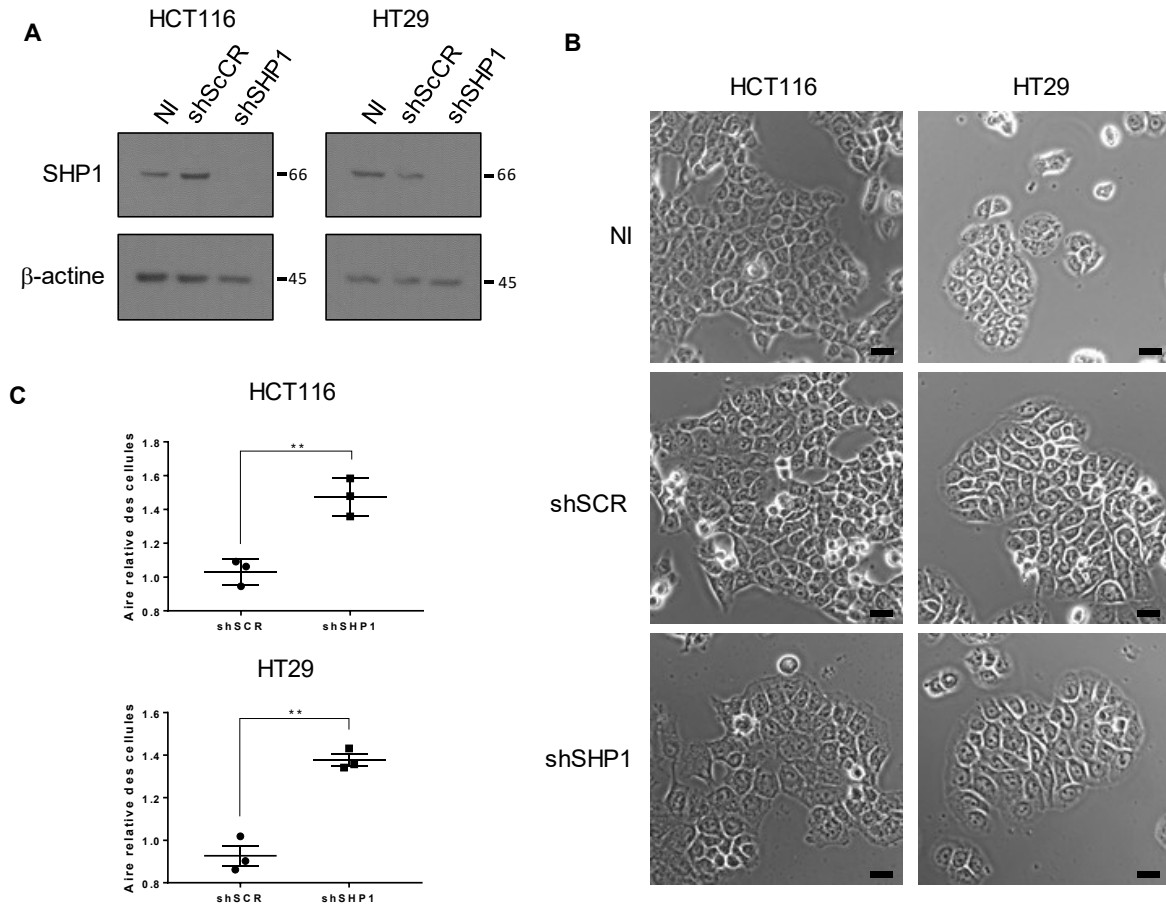 A
HCT116
HT29
NI
shScCR
shSHP1
NI
shScCR
shSHP1
SHP1
66
66
β-actine
45
45
B
HCT116
HT29
NI
shSCR
shSHP1
C
HCT116
Aire relative des cellules
1.8
1.6
1.4
1.2
1.0
0.8
**
shSCR
shSHP1
HT29
Aire relative des cellules
1.6
1.4
1.2
1.0
0.8
**
shSCR
shSHP1